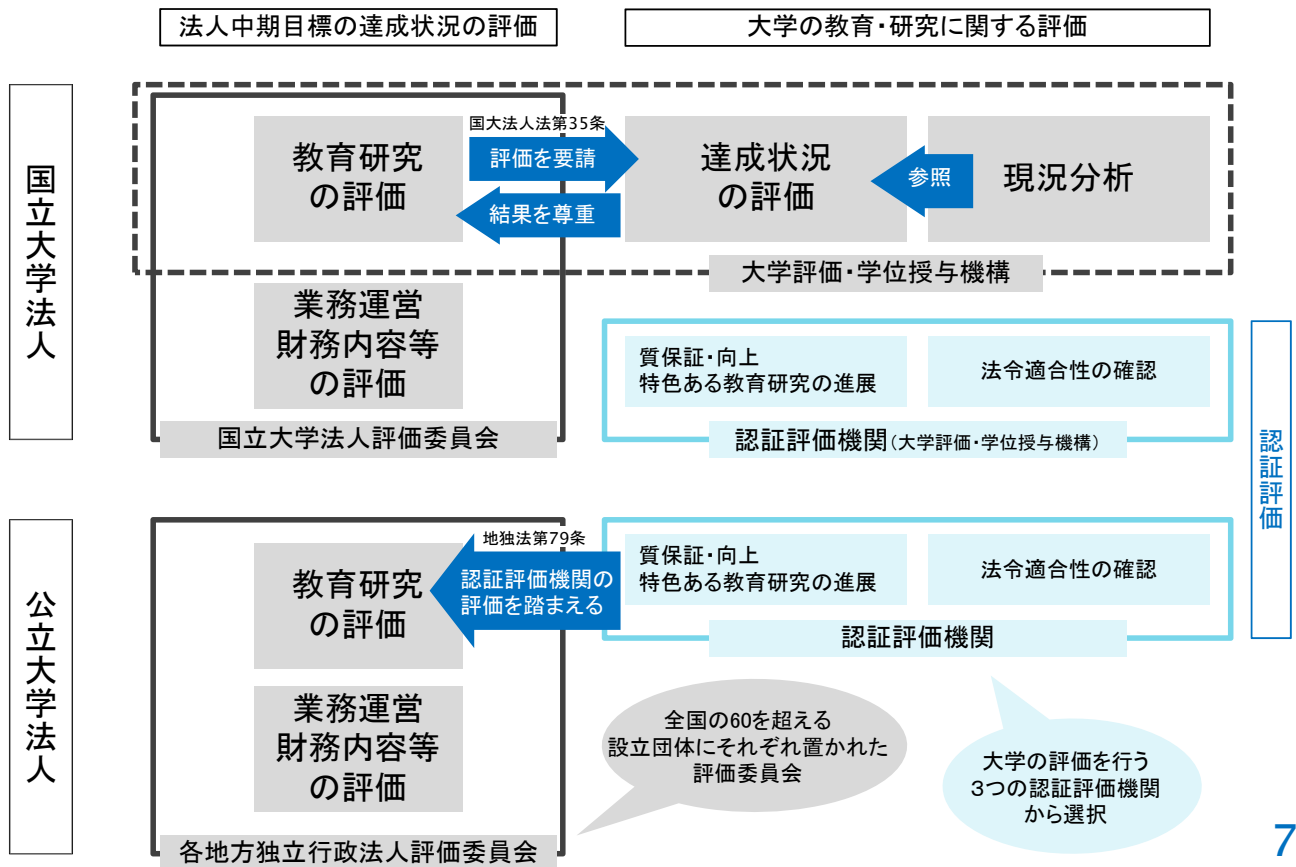 法人中期目標の達成状況の評価
大学の教育・研究に関する評価
国立大学法人
教育研究
の評価
国大法人法第35条
評価を要請
結果を尊重
達成状況
の評価
参照
現況分析
大学評価・学位授与機構
業務運営
財務内容等
の評価
国立大学法人評価委員会
質保証・向上
特色ある教育研究の進展
法令適合性の確認
認証評価機関(大学評価・学位授与機構)
認証評価
公立大学法人
教育研究
の評価
地独法第79条
認証評価機関の
評価を踏まえる
質保証・向上
特色ある教育研究の進展
法令適合性の確認
認証評価機関
業務運営
財務内容等
の評価
各地方独立行政法人評価委員会
全国の60を超える
設立団体にそれぞれ置かれた
評価委員会
大学の評価を行う
3つの認証評価機関
から選択
7